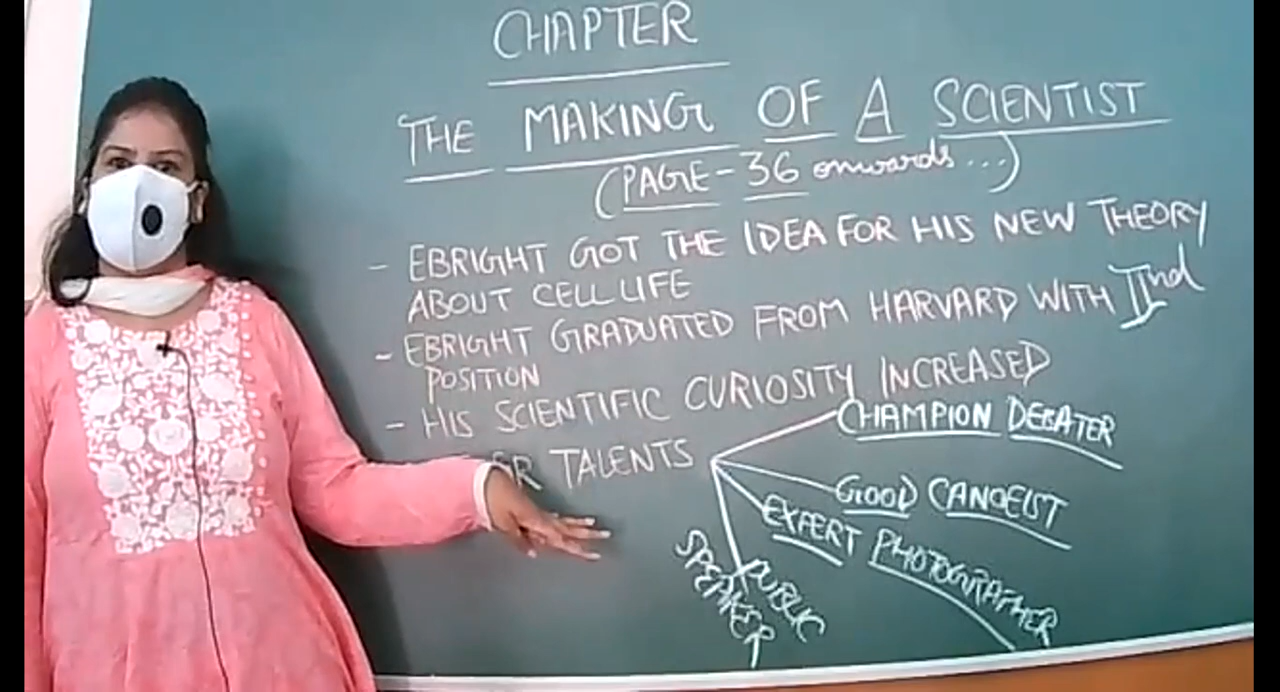 CHAPTER
THE MAKING OF A SCIENTIST
(PAGE - 36 onwards...)
- EBRIGHT GOT THE IDEA FOR HIS NEW THEORY
ABOUT CELL LIFE
- EBRIGHT GRADUATED FROM HARVARD WITH IInd
POSITION
- HIS SCIENTIFIC CURIOSITY INCREASED
TALENTS
CHAMPION DEBATER
GOOD CANOEIST
EXPERT PHOTOGRAPHER
PUBLIC
SPEAKER